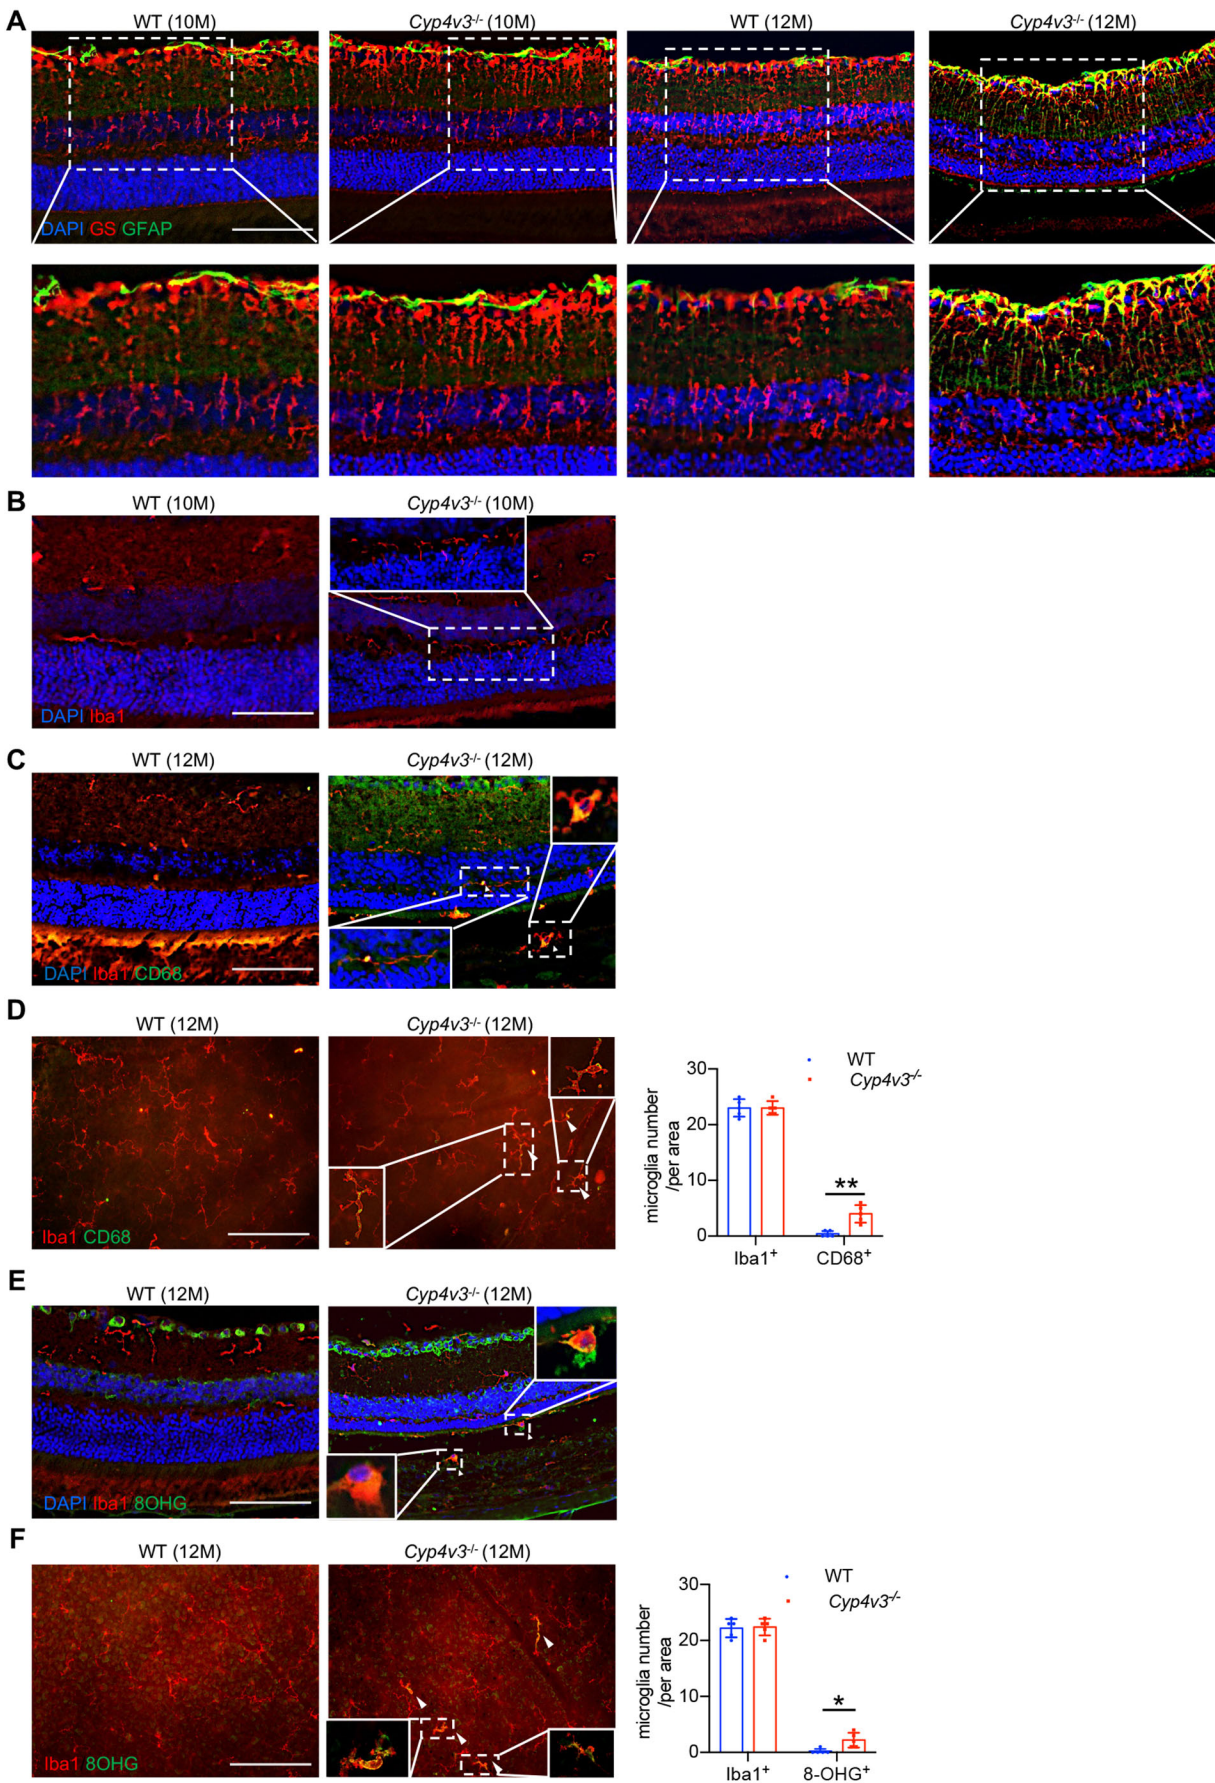 A
WT (10M)
Cyp4v3-/- (10M)
WT (12M)
Cyp4v3-/- (12M)
DAPI GS GFAP
B
WT (10M)
Cyp4v3-/- (10M)
DAPI Iba1
C
WT (12M)
Cyp4v3-/- (12M)
DAPI Iba1 CD68
D
WT (12M)
Cyp4v3-/- (12M)
Iba1 CD68
microglia number
/per area
30
20
10
0
WT
Cyp4v3-/-
**
Iba1+
CD68+
E
WT (12M)
Cyp4v3-/- (12M)
DAPI Iba1 8OHG
F
WT (12M)
Cyp4v3-/- (12M)
Iba1 8OHG
microglia number
/per area
30
20
10
0
WT
Cyp4v3-/-
*
Iba1+
8-OHG+